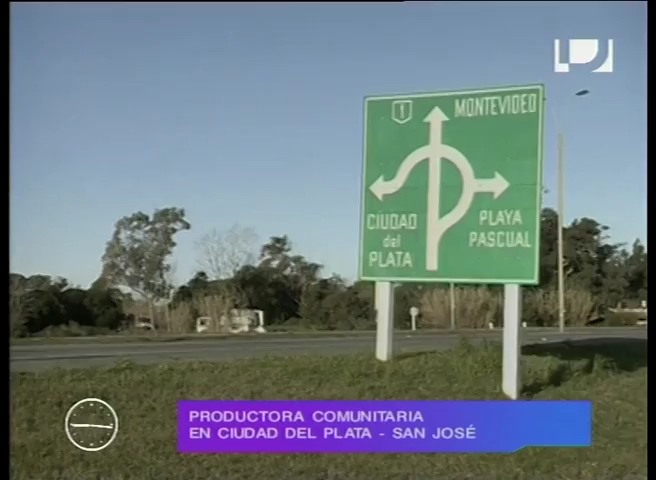 1
MONTEVIDEO
CIUDAD
del
PLATA
PLAYA
PASCUAL
PRODUCTORA COMUNITARIA
EN CIUDAD DEL PLATA - SAN JOSÉ